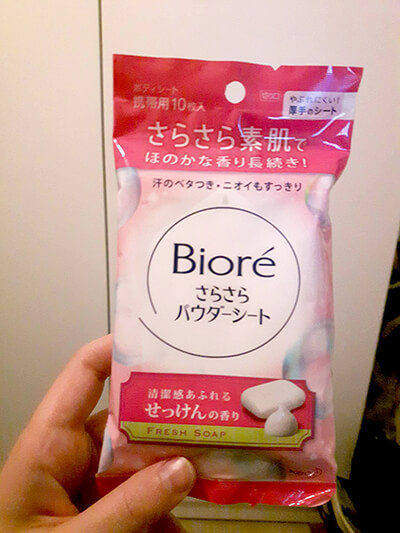 ボディシート
携帯用10枚入
やぶれにくい!
厚手のシート
さらさら素肌で
ほのかな香り長続き!
汗のベタつき・ニオイもすっきり
Bioré
さらさら
パウダーシート
清潔感あふれる
せっけんの香り
FRESH SOAP